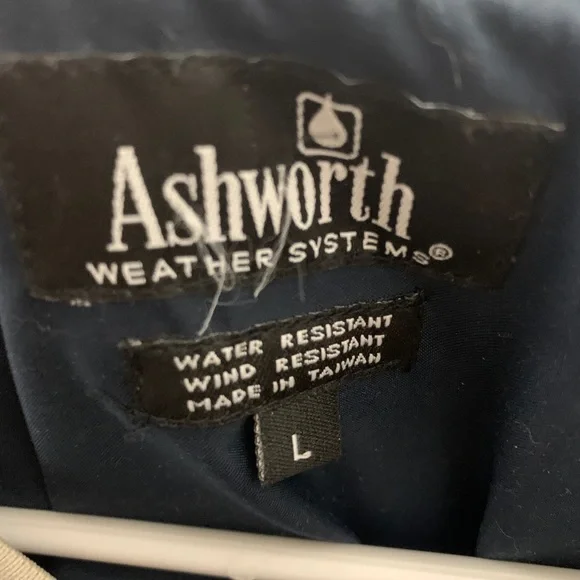 Ashworth
WEATHER SYSTEMS®
WATER RESISTANT
WIND RESISTANT
MADE IN TAIWAN
L